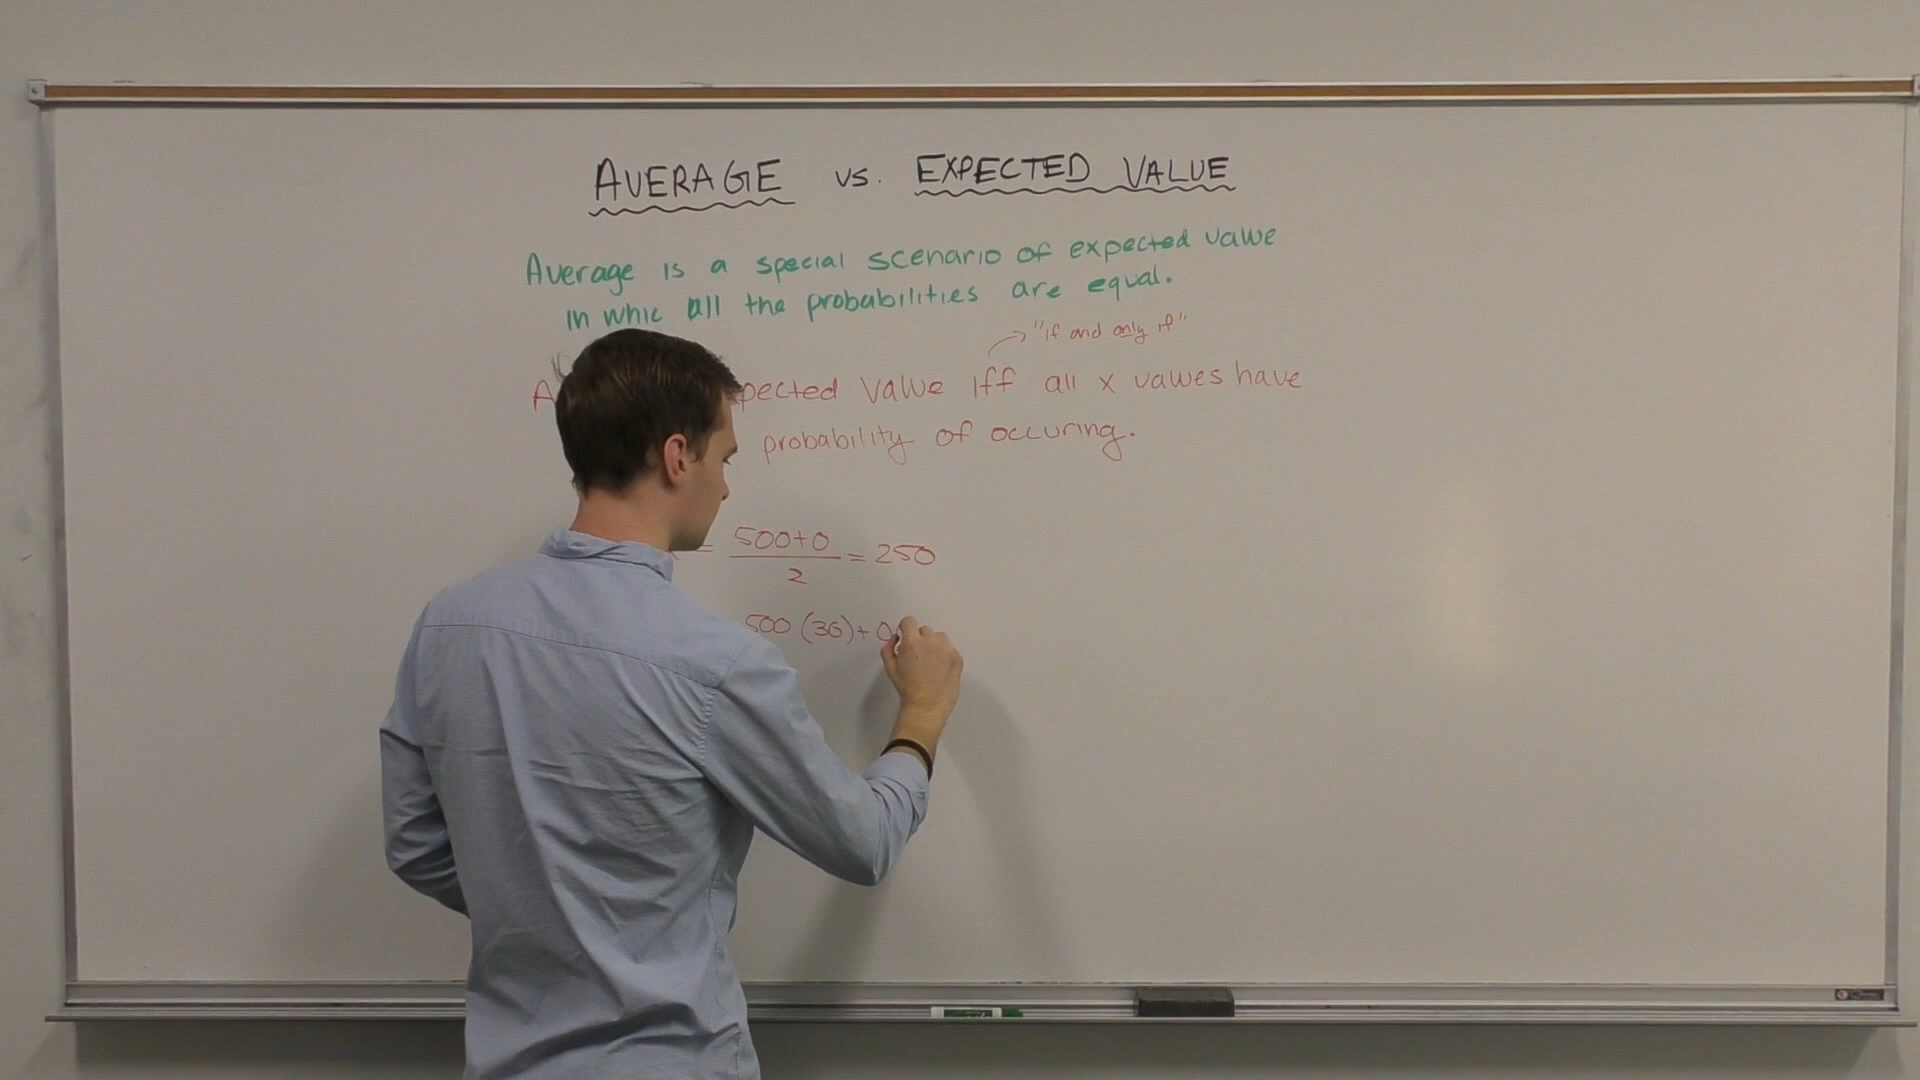 AVERAGE vs. EXPECTED VALUE
Average is a special scenario of expected value
in whic all the probabilities are equal.
"if and only if"
A pected value iff all x values have
probability of occuring.
= 500+0 / 2 = 250
500 (36) + 0